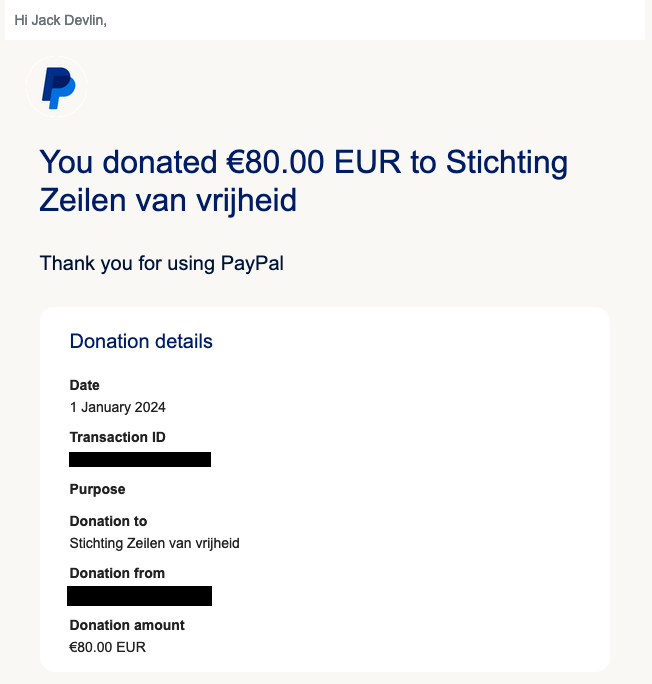 Hi Jack Devlin,
You donated €80.00 EUR to Stichting
Zeilen van vrijheid
Thank you for using PayPal
Donation details
Date
1 January 2024
Transaction ID
Purpose
Donation to
Stichting Zeilen van vrijheid
Donation from
Donation amount
€80.00 EUR